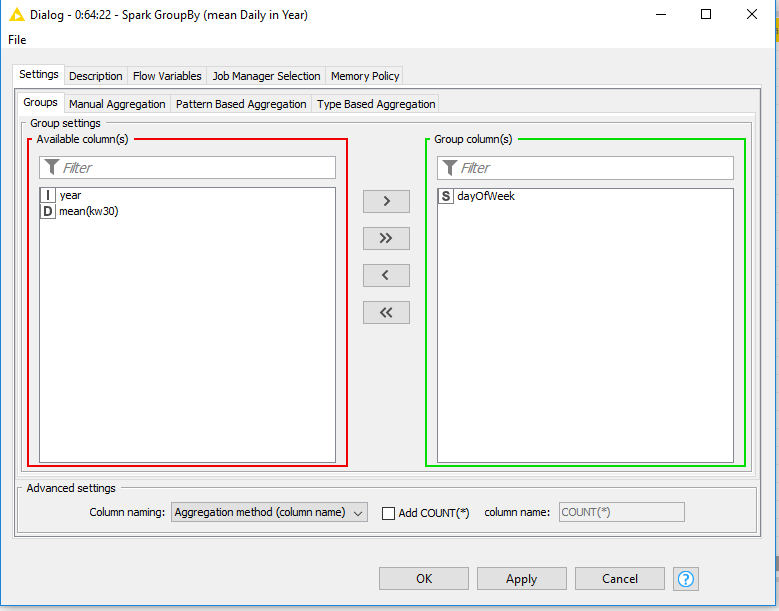 Dialog - 0:64:22 - Spark GroupBy (mean Daily in Year)
File
Settings Description Flow Variables Job Manager Selection Memory Policy
Groups Manual Aggregation Pattern Based Aggregation Type Based Aggregation
Group settings
Available column(s) Group column(s)
Filter Filter
I year S dayOfWeek
D mean(kw30)
> 
>>
<
<<
Advanced settings
Column naming: Aggregation method (column name) Add COUNT(*) column name: COUNT(*)
OK Apply Cancel ?